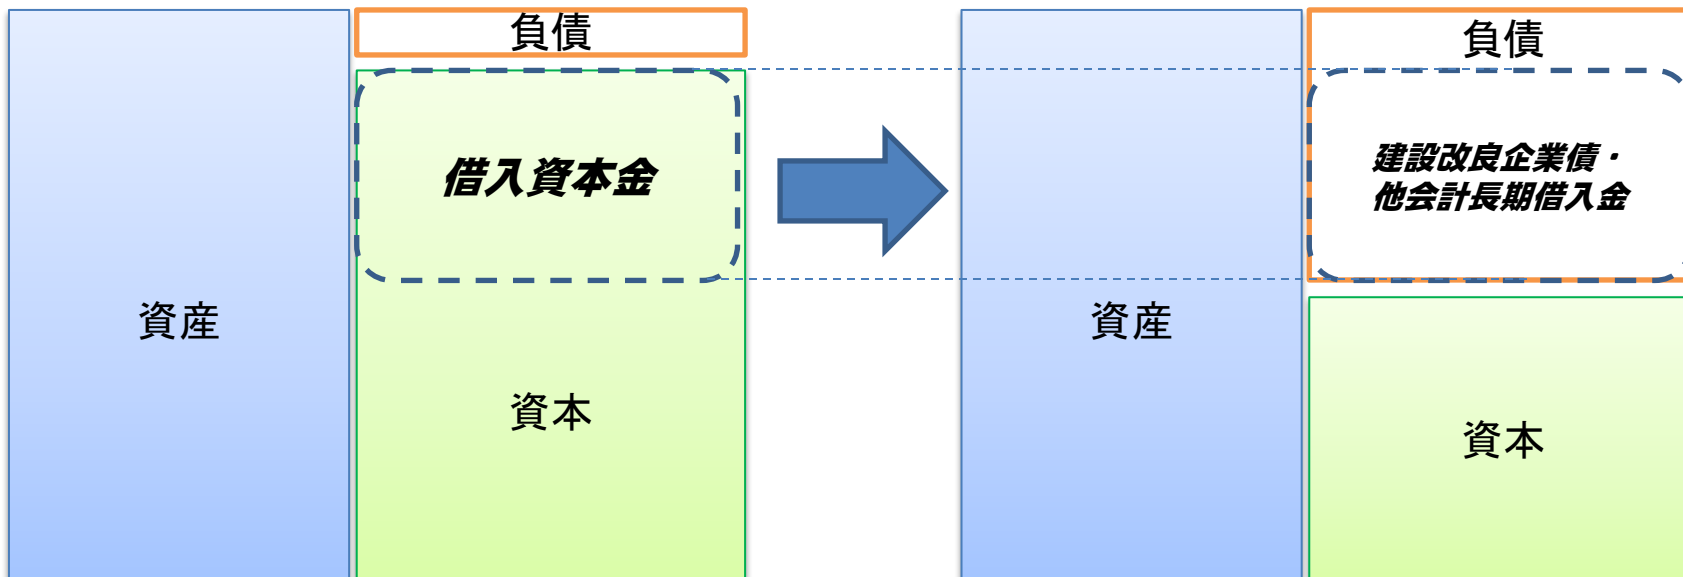 負債
借入資本金
資産
資本
負債
建設改良企業債・
他会計長期借入金
資産
資本